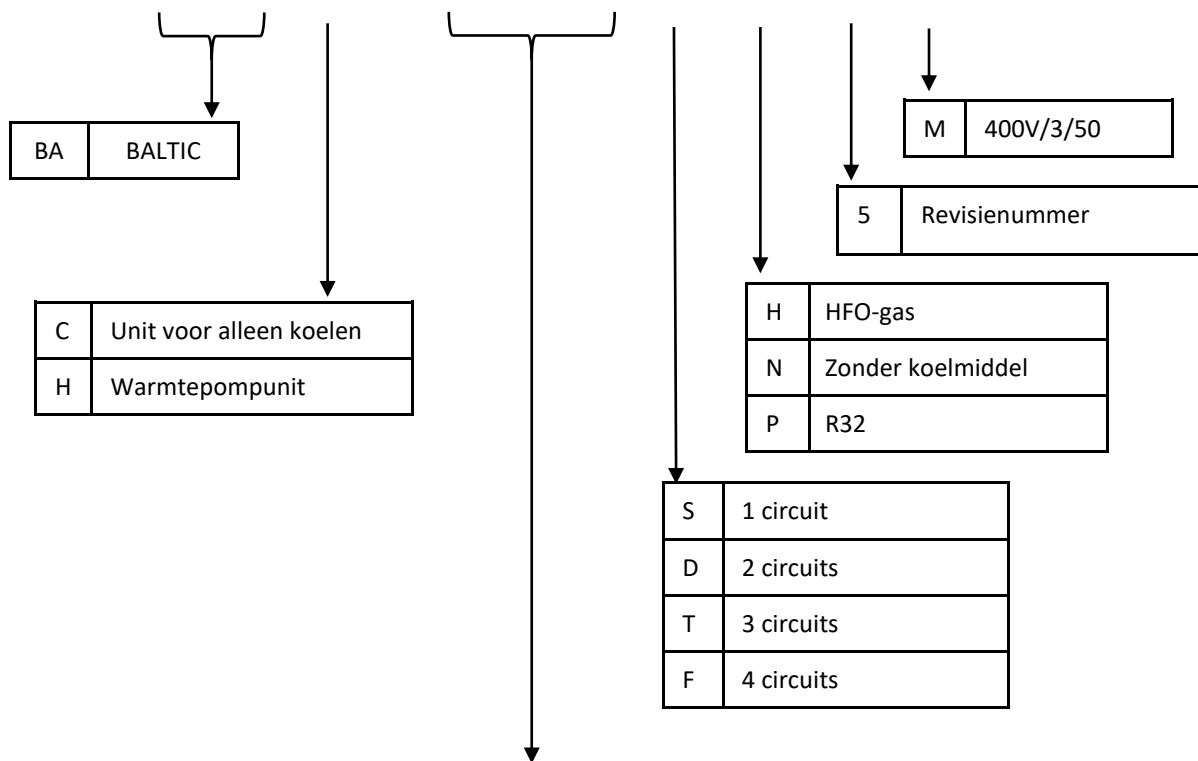 BA BALTIC
M 400V/3/50
5 Revisienummer
C Unit voor alleen koelen
H Warmtepompunit
H HFO-gas
N Zonder koelmiddel
P R32
S 1 circuit
D 2 circuits
T 3 circuits
F 4 circuits